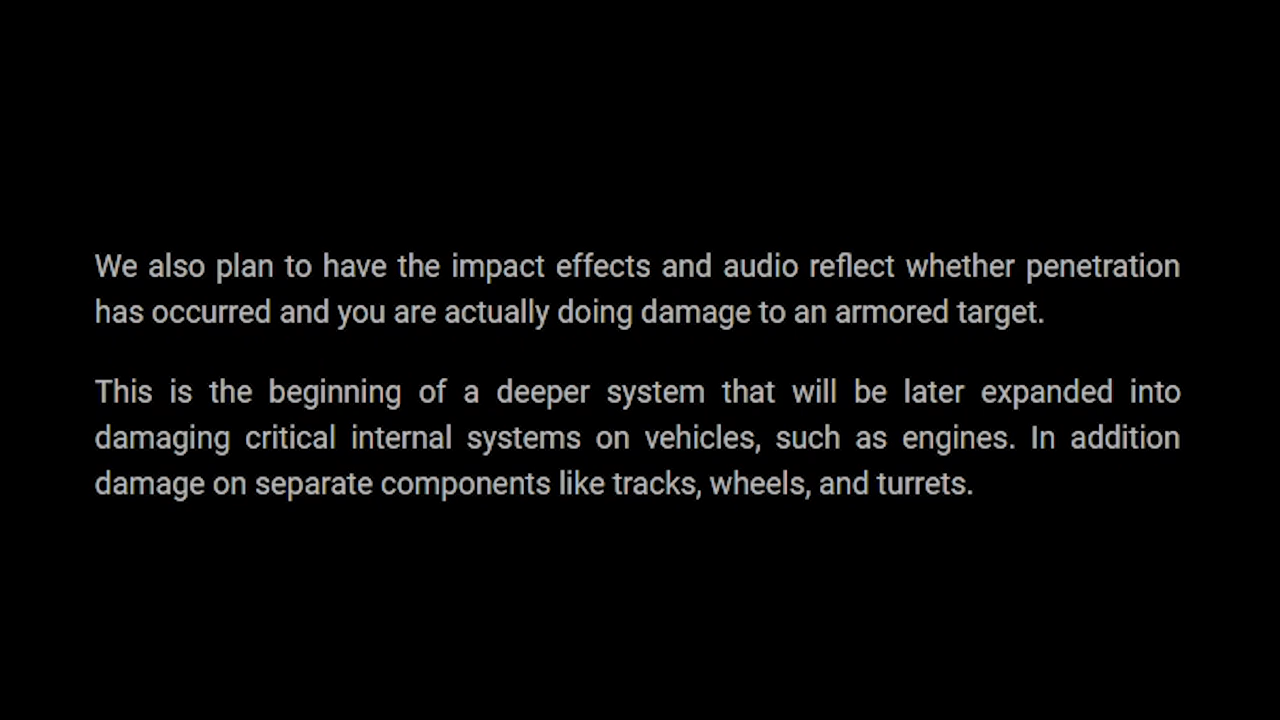 We also plan to have the impact effects and audio reflect whether penetration
has occurred and you are actually doing damage to an armored target.
This is the beginning of a deeper system that will be later expanded into
damaging critical internal systems on vehicles, such as engines. In addition
damage on separate components like tracks, wheels, and turrets.